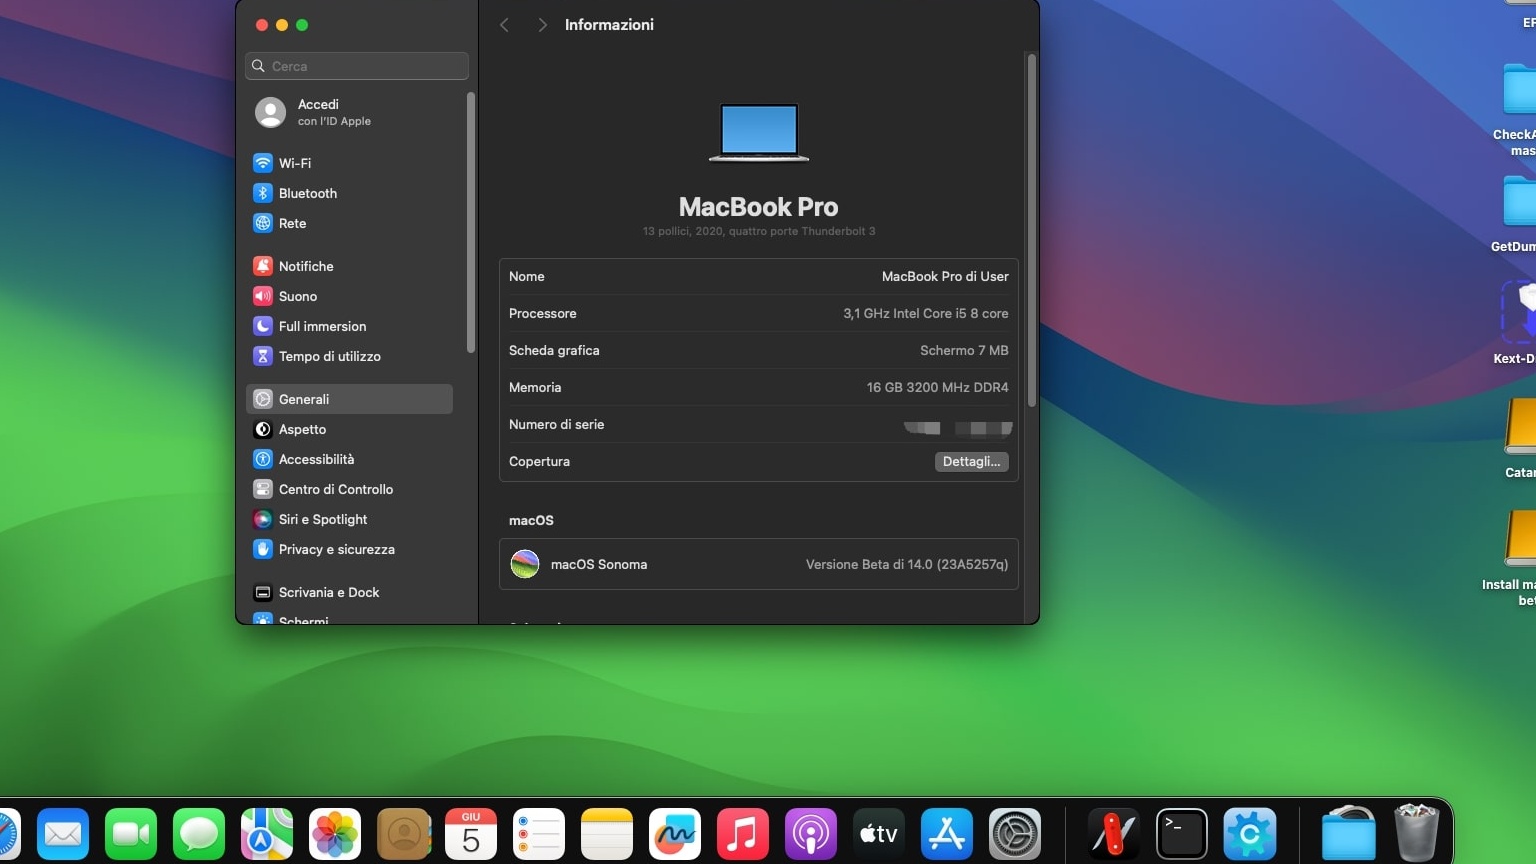 Informazioni
Cerca
Accedi
con l'ID Apple
Wi-Fi
Bluetooth
Rete
Notifiche
Suono
Full immersion
Tempo di utilizzo
Generali
Aspetto
Accessibilità
Centro di Controllo
Siri e Spotlight
Privacy e sicurezza
Scrivania e Dock
Schermi
MacBook Pro
13 pollici, 2020, quattro porte Thunderbolt 3
Nome MacBook Pro di User
Processore 3,1 GHz Intel Core i5 8 core
Scheda grafica Schermo 7 MB
Memoria 16 GB 3200 MHz DDR4
Numero di serie
Copertura Dettagli...
macOS
macOS Sonoma Versione Beta di 14.0 (23A5257q)
EF
CheckA
mas
GetDum
Kext-D
Cata
Install ma
bet
GIU
5
tv
>_